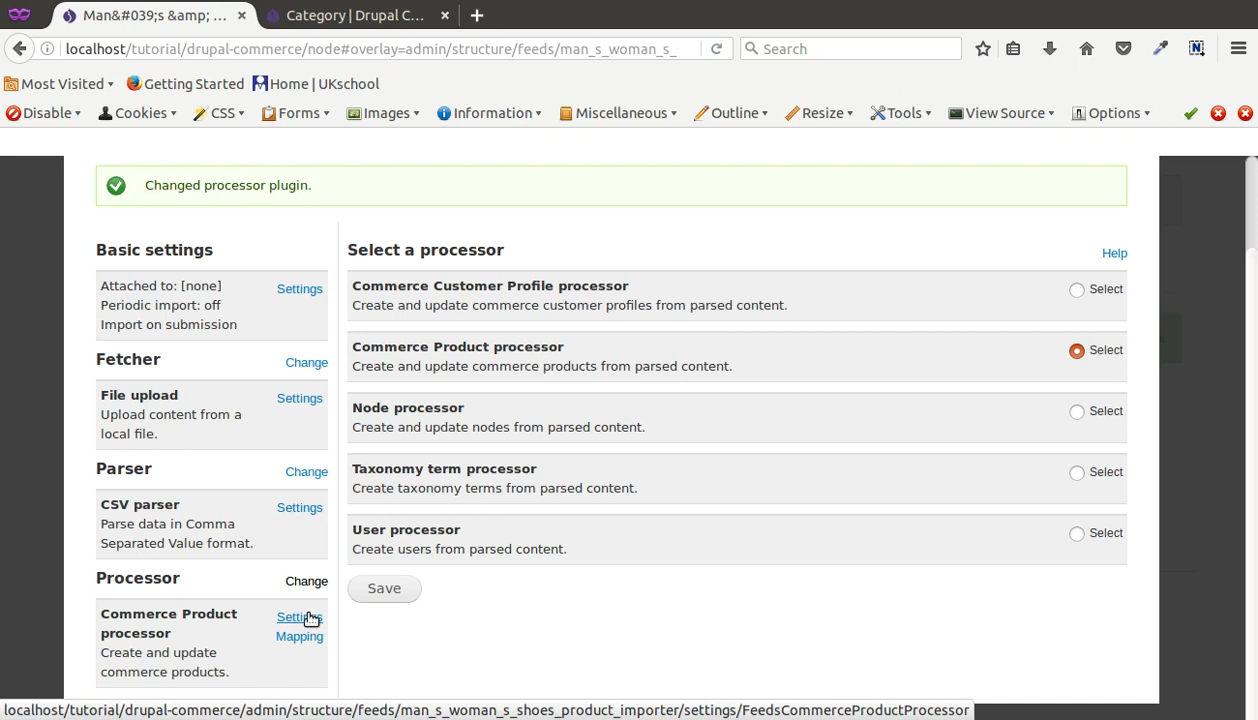 Man&#039;s &amp; ...
Category | Drupal C...
localhost/tutorial/drupal-commerce/node#overlay=admin/structure/feeds/man_s_woman_s_
Search
Most Visited
Getting Started
Home | UKschool
Disable
Cookies
CSS
Forms
Images
Information
Miscellaneous
Outline
Resize
Tools
View Source
Options
Changed processor plugin.
Basic settings
Attached to: [none]
Settings
Periodic import: off
Import on submission
Fetcher
Change
File upload
Settings
Upload content from a
local file.
Parser
Change
CSV parser
Settings
Parse data in Comma
Separated Value format.
Processor
Change
Commerce Product
processor
Settings
Mapping
Create and update
commerce products.
Select a processor
Help
Commerce Customer Profile processor
Create and update commerce customer profiles from parsed content.
Select
Commerce Product processor
Create and update commerce products from parsed content.
Select
Node processor
Create and update nodes from parsed content.
Select
Taxonomy term processor
Create taxonomy terms from parsed content.
Select
User processor
Create users from parsed content.
Select
Save
localhost/tutorial/drupal-commerce/admin/structure/feeds/man_s_woman_s_shoes_product_importer/settings/FeedsCommerceProductProcessor